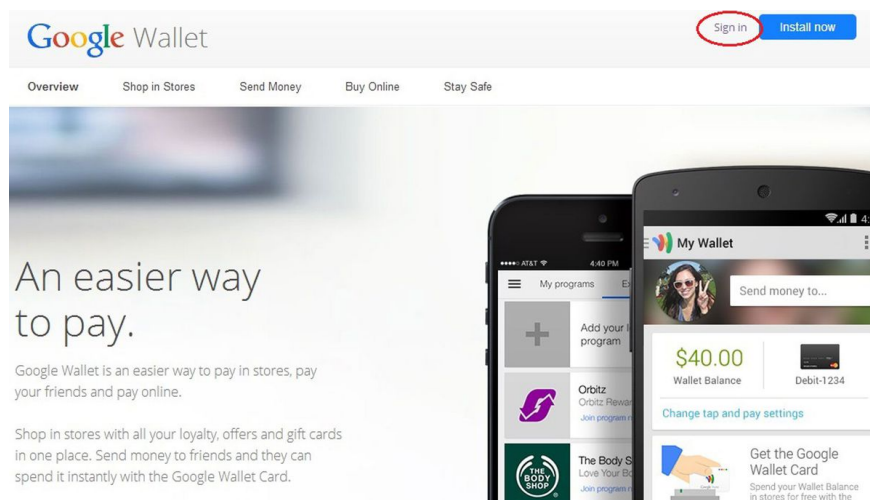 Google Wallet
Sign in
Install now
Overview
Shop in Stores
Send Money
Buy Online
Stay Safe
An easier way
to pay.
Google Wallet is an easier way to pay in stores, pay
your friends and pay online.
Shop in stores with all your loyalty, offers and gift cards
in one place. Send money to friends and they can
spend it instantly with the Google Wallet Card.
AT&T
4:40 PM
My programs
Add your
program
Orbitz
Orbitz
Join program
THE
BODY
SHOP
The Body
Love Your
Join program
4:
My Wallet
Send money to...
$40.00
Wallet Balance
Debit-1234
Change tap and pay settings
Get the Google
Wallet Card
Spend your Wallet Balance
in stores for free with the